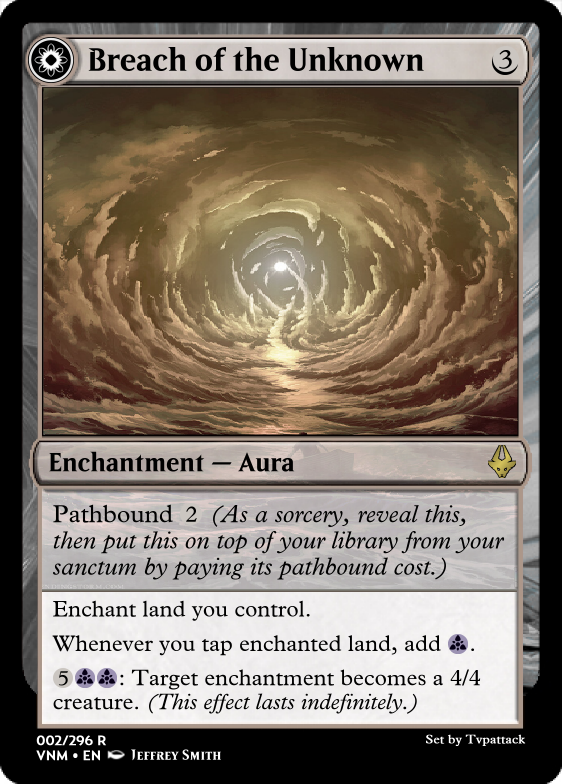 Breach of the Unknown 3
Enchantment — Aura
Pathbound 2 (As a sorcery, reveal this,
then put this on top of your library from your
sanctum by paying its pathbound cost.)
Enchant land you control.
Whenever you tap enchanted land, add .
5: Target enchantment becomes a 4/4
creature. (This effect lasts indefinitely.)
002/296 R
VNM • EN Jeffrey Smith
Set by Tvpattack